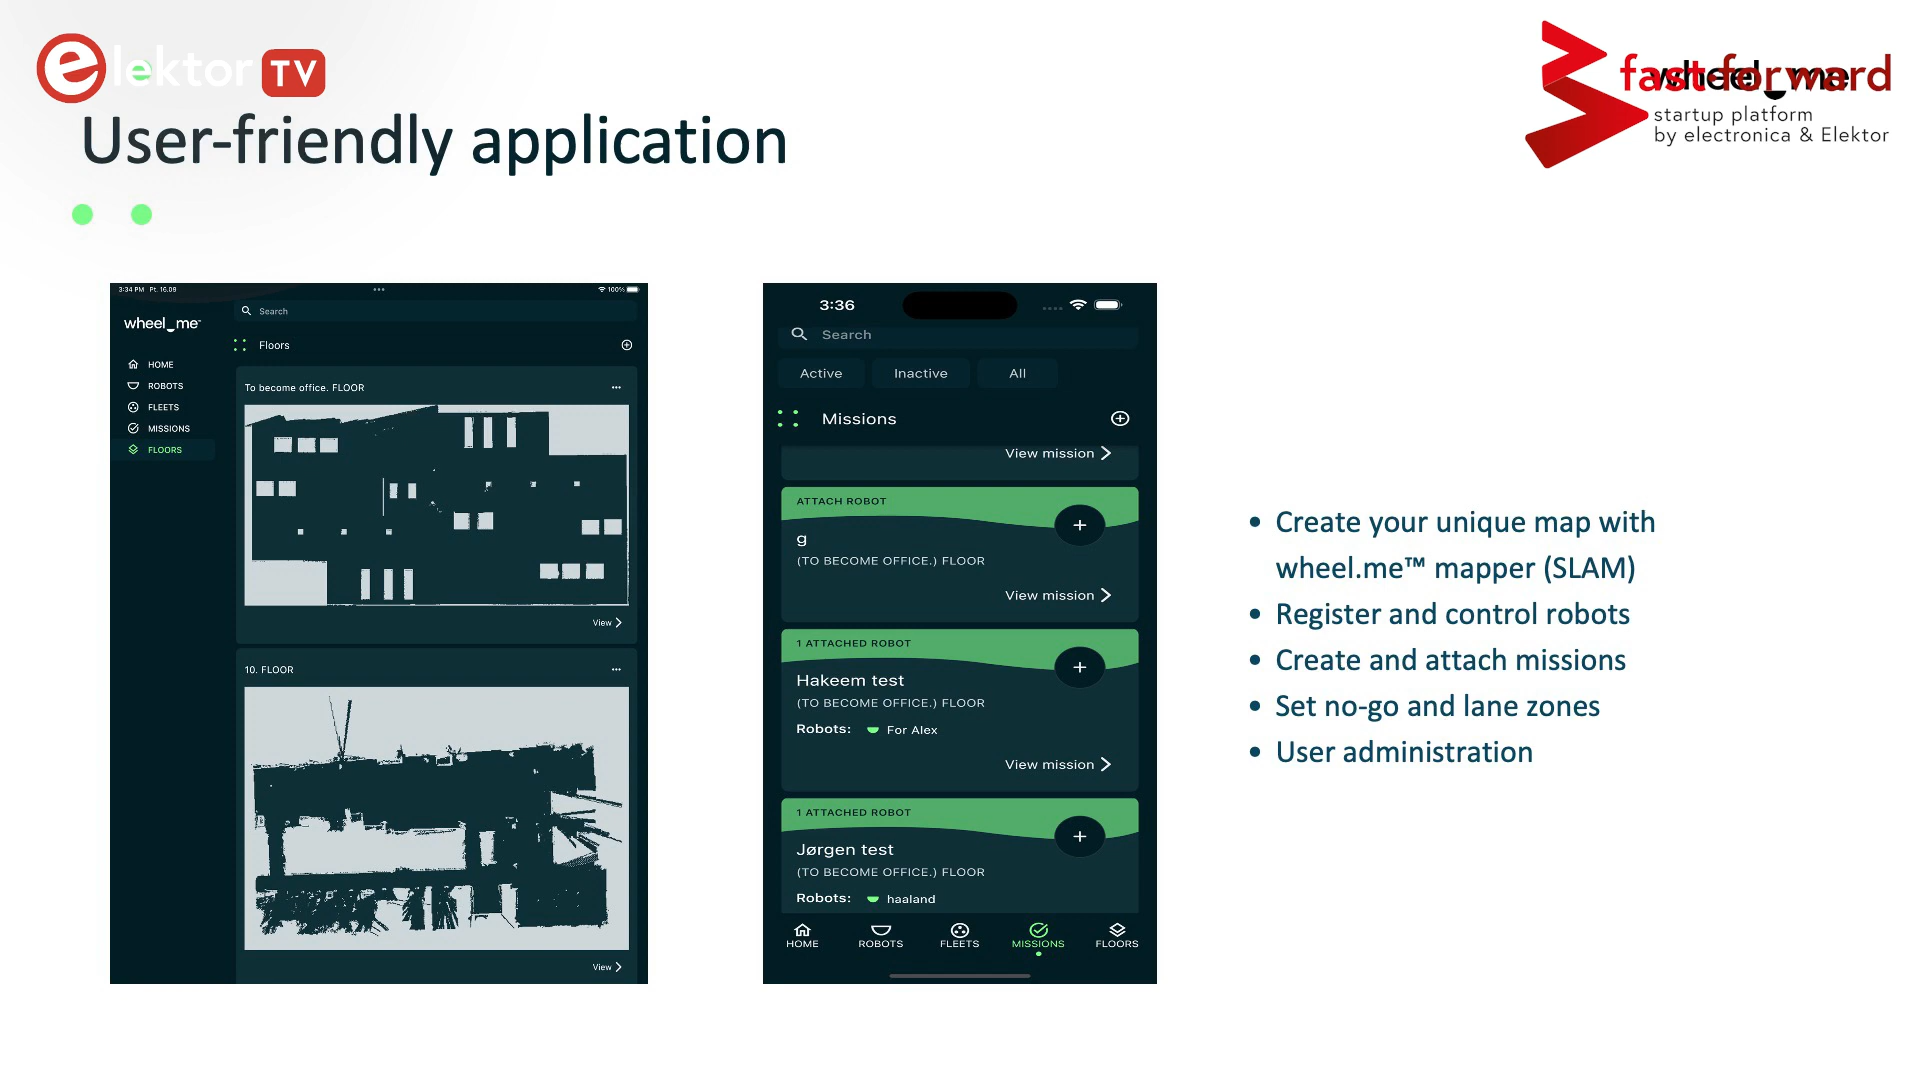 elektor TV
fast forward
wheel_me
startup platform
by electronica & Elektor
User-friendly application
3:34 PM Pt. 16.09
100%
wheel_me™
Search
Floors
HOME
ROBOTS
FLEETS
MISSIONS
FLOORS
To become office. FLOOR
View
10. FLOOR
View
3:36
Search
Active
Inactive
All
Missions
View mission
ATTACH ROBOT
g
(TO BECOME OFFICE.) FLOOR
View mission
1 ATTACHED ROBOT
Hakeem test
(TO BECOME OFFICE.) FLOOR
Robots: For Alex
View mission
1 ATTACHED ROBOT
Jørgen test
(TO BECOME OFFICE.) FLOOR
Robots: haaland
HOME
ROBOTS
FLEETS
MISSIONS
FLOORS
• Create your unique map with
wheel.me™ mapper (SLAM)
• Register and control robots
• Create and attach missions
• Set no-go and lane zones
• User administration